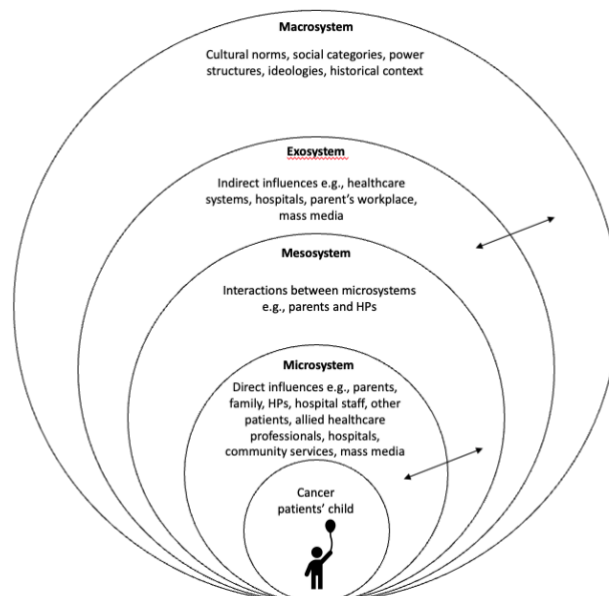 Macrosystem
Cultural norms, social categories, power
structures, ideologies, historical context
Exosystem
Indirect influences e.g., healthcare
systems, hospitals, parent's workplace,
mass media
Mesosystem
Interactions between microsystems
e.g., parents and HPs
Microsystem
Direct influences e.g., parents,
family, HPs, hospital staff, other
patients, allied healthcare
professionals, hospitals,
community services, mass media
Cancer
patients' child